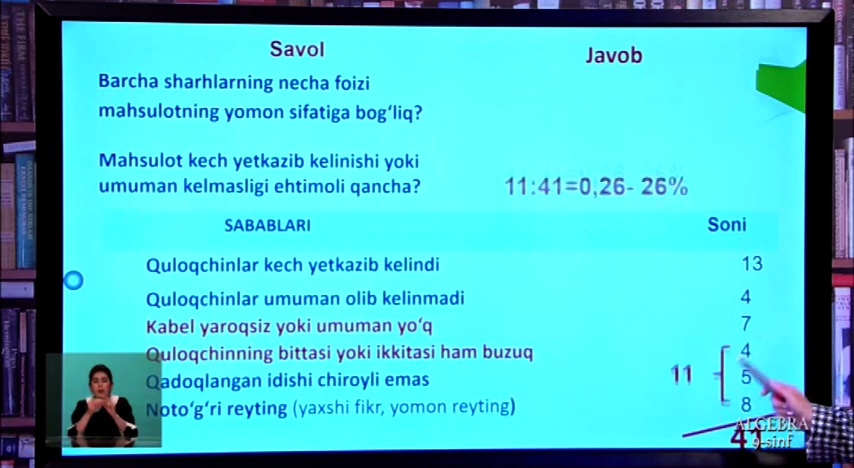 Savol
Javob
Barcha sharhlarning necha foizi
mahsulotning yomon sifatiga bog‘liq?
Mahsulot kech yetkazib kelinishi yoki
umuman kelmasligi ehtimoli qancha?
11:41=0,26- 26%
SABABLARI Soni
Quloqchinlar kech yetkazib kelindi 13
Quloqchinlar umuman olib kelinmadi 4
Kabel yaroqsiz yoki umuman yo‘q 7
Quloqchinning bittasi yoki ikkitasi ham buzuq 4
Qadoqlangan idishi chiroyli emas 11 5
Noto‘g‘ri reyting (yaxshi fikr, yomon reyting) 8
41
ALGEBRA
9-sinf